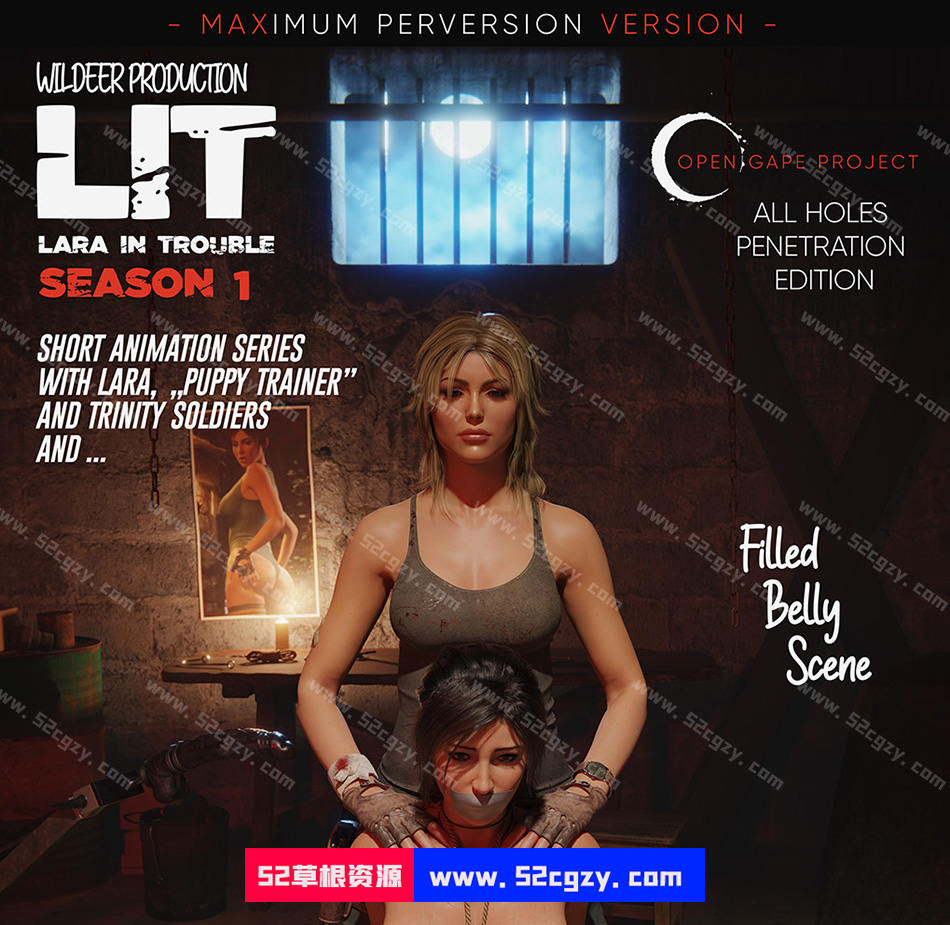 - MAXIMUM PERVERSION VERSION -
WILDEER PRODUCTION
LIT
LARA IN TROUBLE
SEASON 1
OPEN GAPE PROJECT
ALL HOLES
PENETRATION
EDITION
SHORT ANIMATION SERIES
WITH LARA, „PUPPY TRAINER”
AND TRINITY SOLDIERS
AND ...
Filled
Belly
Scene
52草根资源 www.52cgzy.com